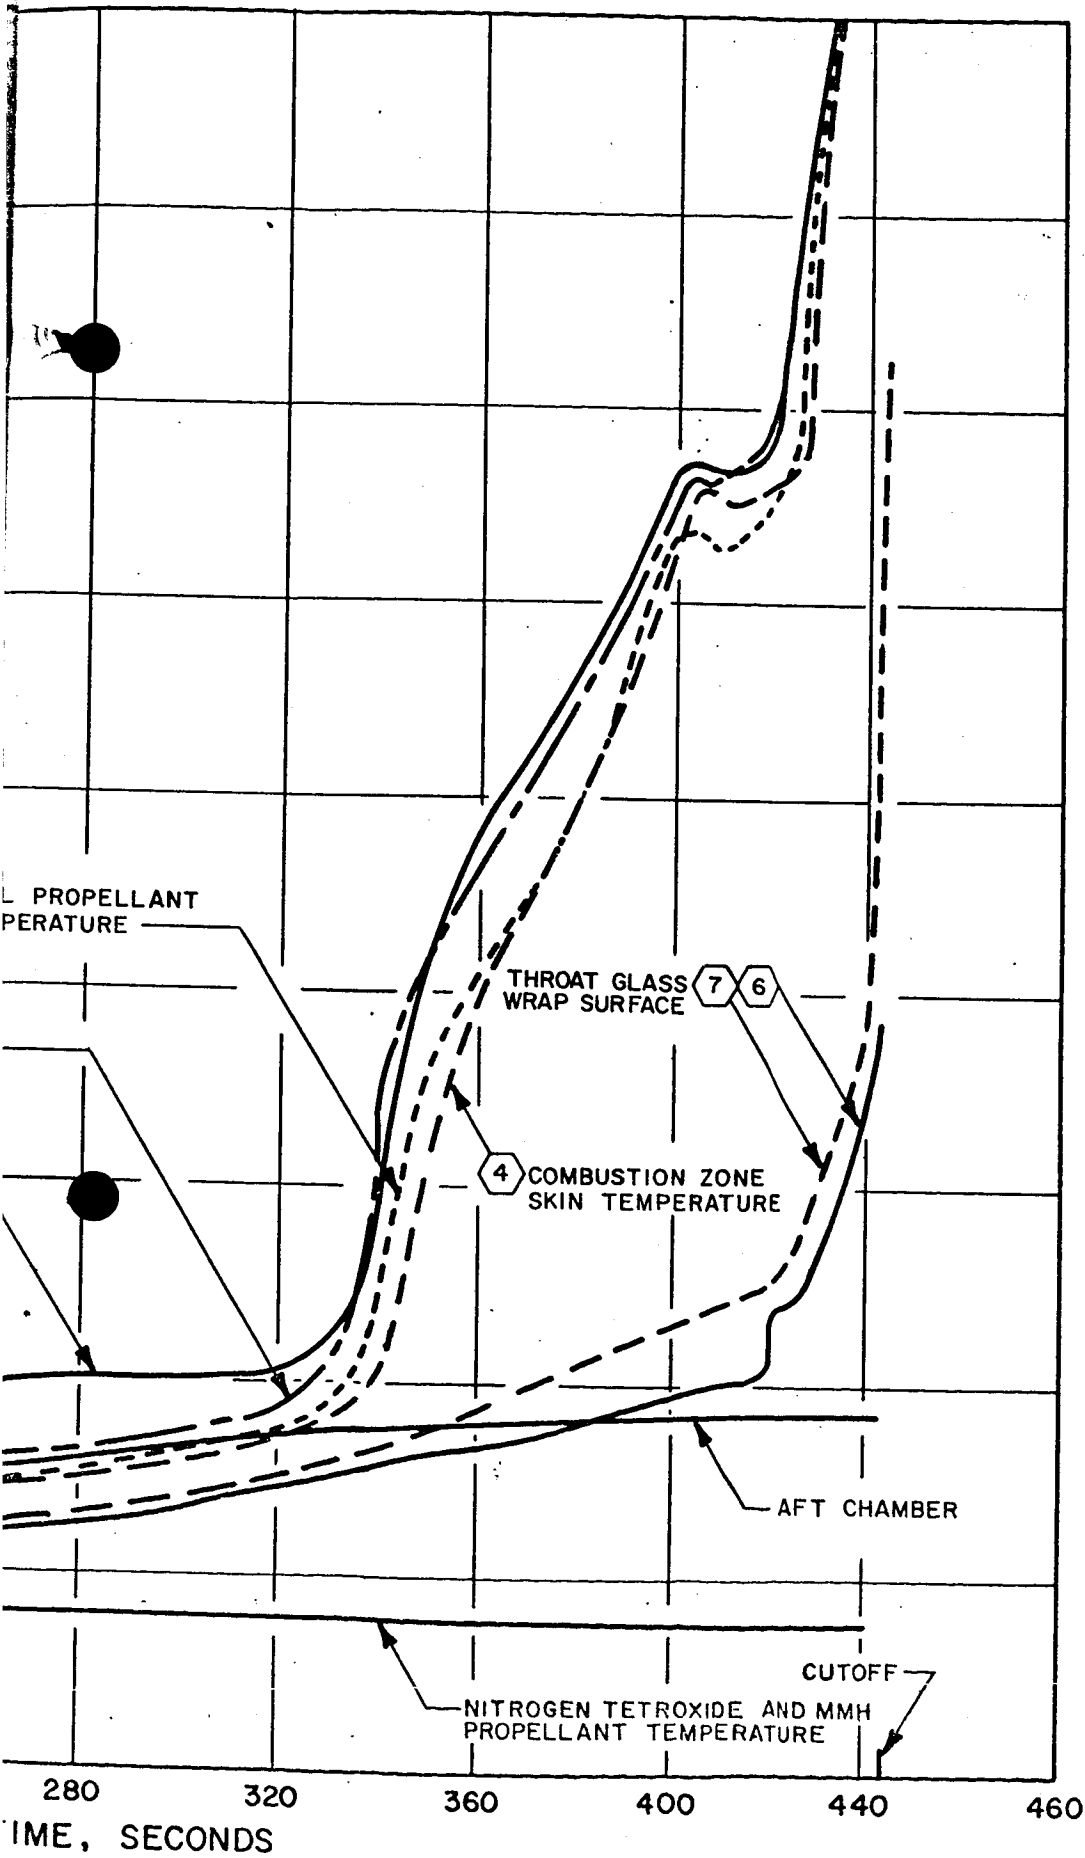 L PROPELLANT
PERATURE
THROAT GLASS 7 6
WRAP SURFACE
4 COMBUSTION ZONE
SKIN TEMPERATURE
AFT CHAMBER
CUTOFF
NITROGEN TETROXIDE AND MMH
PROPELLANT TEMPERATURE
280 320 360 400 440 460
TIME, SECONDS